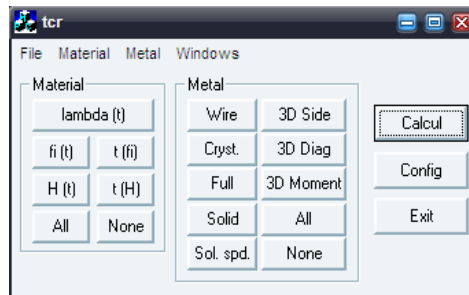 tcr
File Material Metal Windows
Material
lambda (t)
fi (t) t (fi)
H (t) t (H)
All None
Metal
Wire 3D Side
Cryst. 3D Diag
Full 3D Moment
Solid All
Sol. spd. None
Calcul
Config
Exit